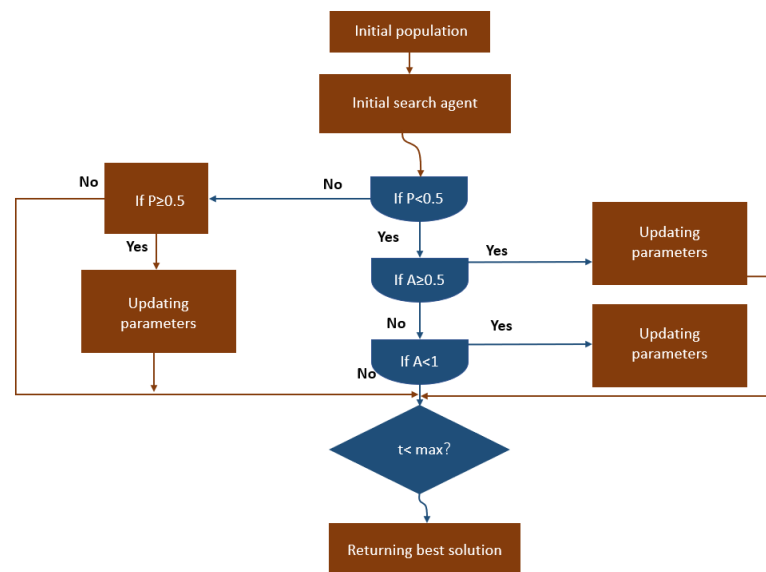 Initial population
Initial search agent
No
If P≥0.5
No
If P<0.5
Yes
Yes
Yes
Updating
parameters
If A≥0.5
Updating
parameters
No
Yes
Updating
parameters
If A<1
No
t< max?
Returning best solution